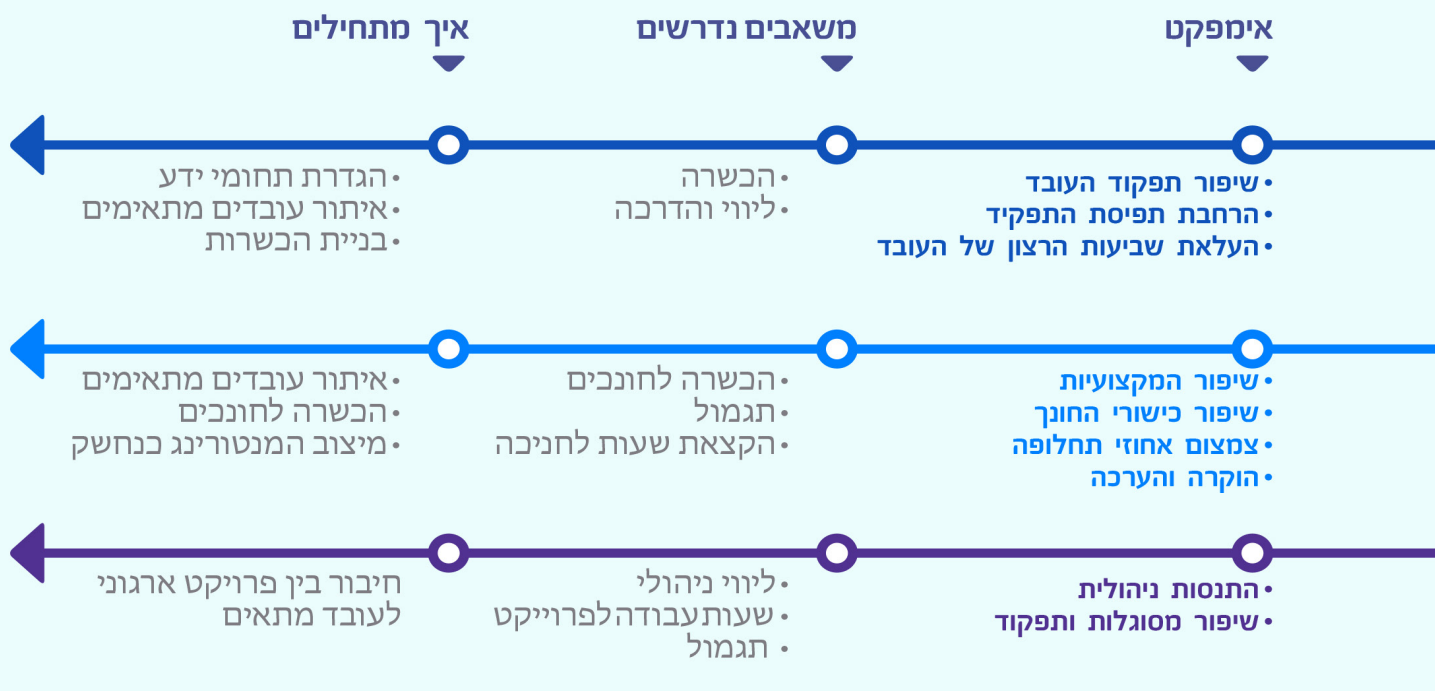 אימפקט
משאבים נדרשים
איך מתחילים
• שיפור תפקוד העובד
• הרחבת תפיסת התפקיד
• העלאת שביעות הרצון של העובד
• הכשרה
• ליווי והדרכה
• הגדרת תחומי ידע
• איתור עובדים מתאימים
• בניית הכשרות
• שיפור המקצועיות
• שיפור כישורי החונך
• צמצום אחוזי תחלופה
• הוקרה והערכה
• הכשרה לחונכים
• תגמול
• הקצאת שעות לחניכה
• איתור עובדים מתאימים
• הכשרה לחונכים
• מיצוב המנטורינג כנחשק
• התנסות ניהולית
• שיפור מסוגלות ותפקוד
• ליווי ניהולי
• שעות עבודה לפרוייקט
• תגמול
חיבור בין פרויקט ארגוני
לעובד מתאים